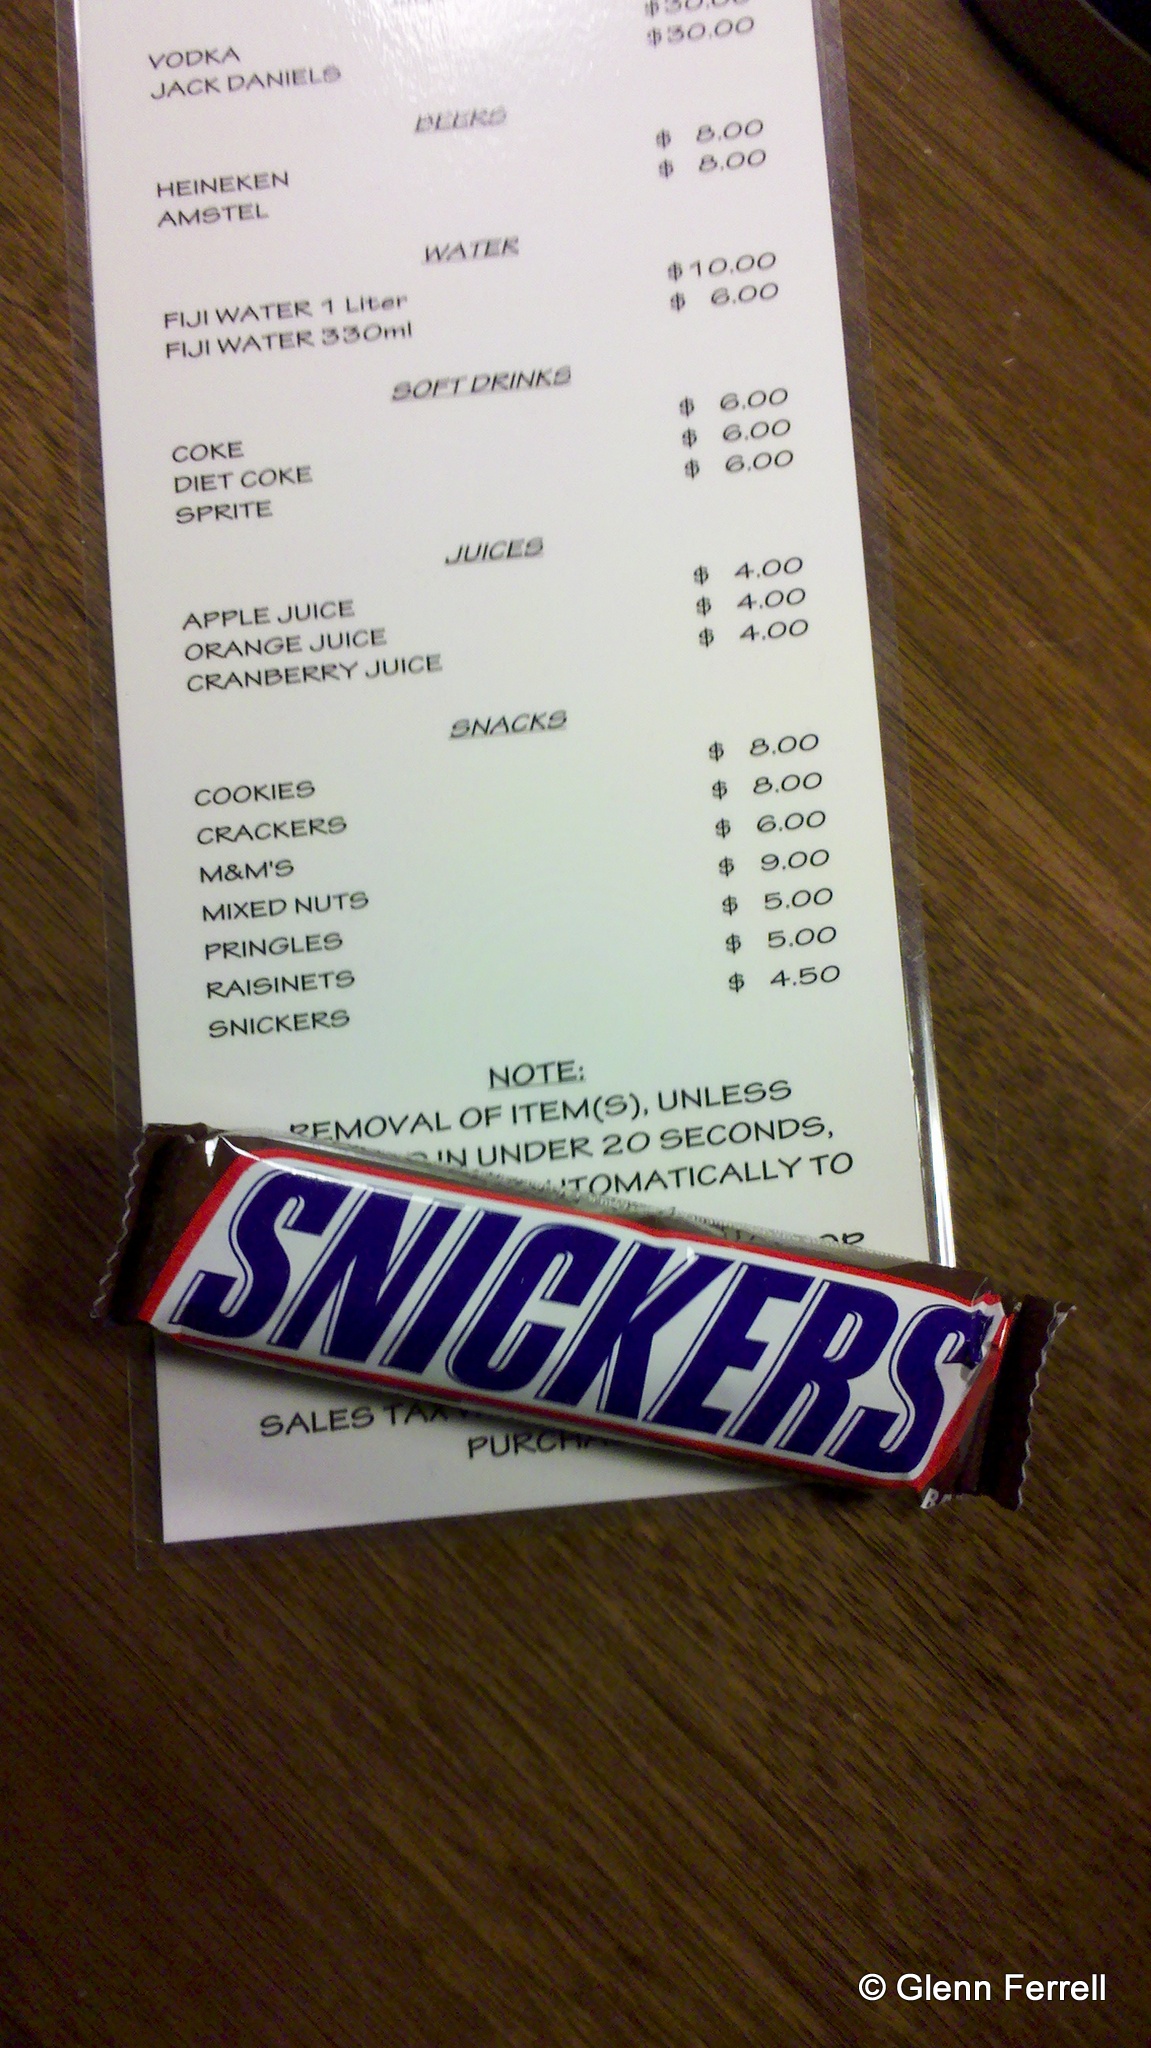 $30.00
VODKA $30.00
JACK DANIELS
BEERS
HEINEKEN $ 8.00
AMSTEL $ 8.00
WATER
FIJI WATER 1 Liter $10.00
FIJI WATER 330ml $ 6.00
SOFT DRINKS
COKE $ 6.00
DIET COKE $ 6.00
SPRITE $ 6.00
JUICES
APPLE JUICE $ 4.00
ORANGE JUICE $ 4.00
CRANBERRY JUICE $ 4.00
SNACKS
COOKIES $ 8.00
CRACKERS $ 8.00
M&M'S $ 6.00
MIXED NUTS $ 9.00
PRINGLES $ 5.00
RAISINETS $ 5.00
SNICKERS $ 4.50
NOTE:
REMOVAL OF ITEM(S), UNLESS
IN UNDER 20 SECONDS,
AUTOMATICALLY TO
OR
SNICKERS
SALES TAX
© Glenn Ferrell